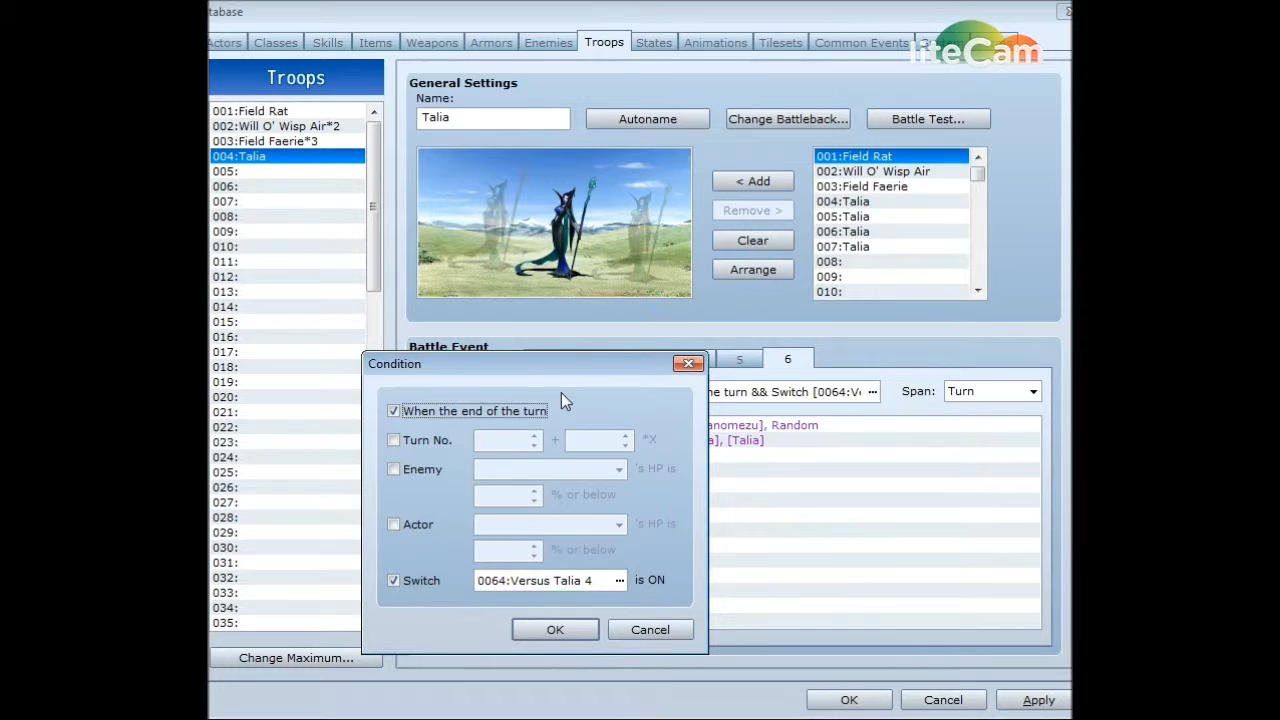 tabase
liteCam
Actors Classes Skills Items Weapons Armors Enemies Troops States Animations Tilesets Common Events
Troops
001:Field Rat
002:Will O' Wisp Air*2
003:Field Faerie*3
004:Talia
005:
006:
007:
008:
009:
010:
011:
012:
013:
014:
015:
016:
017:
018:
019:
020:
021:
022:
023:
024:
025:
026:
027:
028:
029:
030:
031:
032:
033:
034:
035:
Change Maximum...
General Settings
Name:
Talia
Autoname
Change Battleback...
Battle Test...
< Add
Remove >
Clear
Arrange
001:Field Rat
002:Will O' Wisp Air
003:Field Faerie
004:Talia
005:Talia
006:Talia
007:Talia
008:
009:
010:
Battle Event
5 6
ne turn && Switch [0064:Ve ... Span: Turn
anomezu], Random
a], [Talia]
Condition
When the end of the turn
Turn No. + *X
Enemy 's HP is
% or below
Actor 's HP is
% or below
Switch 0064:Versus Talia 4 ... is ON
OK Cancel
OK Cancel Apply